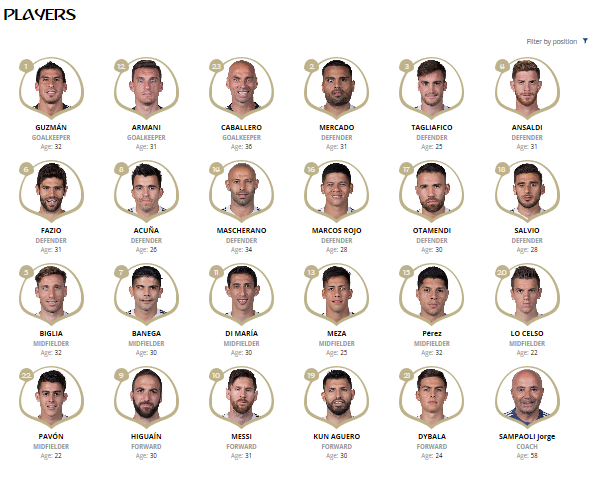 PLAYERS
Filter by position
1 12 23 2 3 8
GUZMÁN ARMANI CABALLERO MERCADO TAGLIAFICO ANSALDI
GOALKEEPER GOALKEEPER GOALKEEPER DEFENDER DEFENDER DEFENDER
Age: 32 Age: 31 Age: 36 Age: 31 Age: 25 Age: 31
6 8 14 16 17 18
FAZIO ACUÑA MASCHERANO MARCOS ROJO OTAMENDI SALVIO
DEFENDER DEFENDER DEFENDER DEFENDER DEFENDER DEFENDER
Age: 31 Age: 26 Age: 34 Age: 28 Age: 30 Age: 28
5 7 11 13 15 20
BIGLIA BANEGA DI MARÍA MEZA Pérez LO CELSO
MIDFIELDER MIDFIELDER MIDFIELDER MIDFIELDER MIDFIELDER MIDFIELDER
Age: 32 Age: 30 Age: 30 Age: 25 Age: 32 Age: 22
22 9 10 19 21
PAVÓN HIGUAÍN MESSI KUN AGUERO DYBALA SAMPAOLI Jorge
MIDFIELDER FORWARD FORWARD FORWARD FORWARD COACH
Age: 22 Age: 30 Age: 31 Age: 30 Age: 24 Age: 58